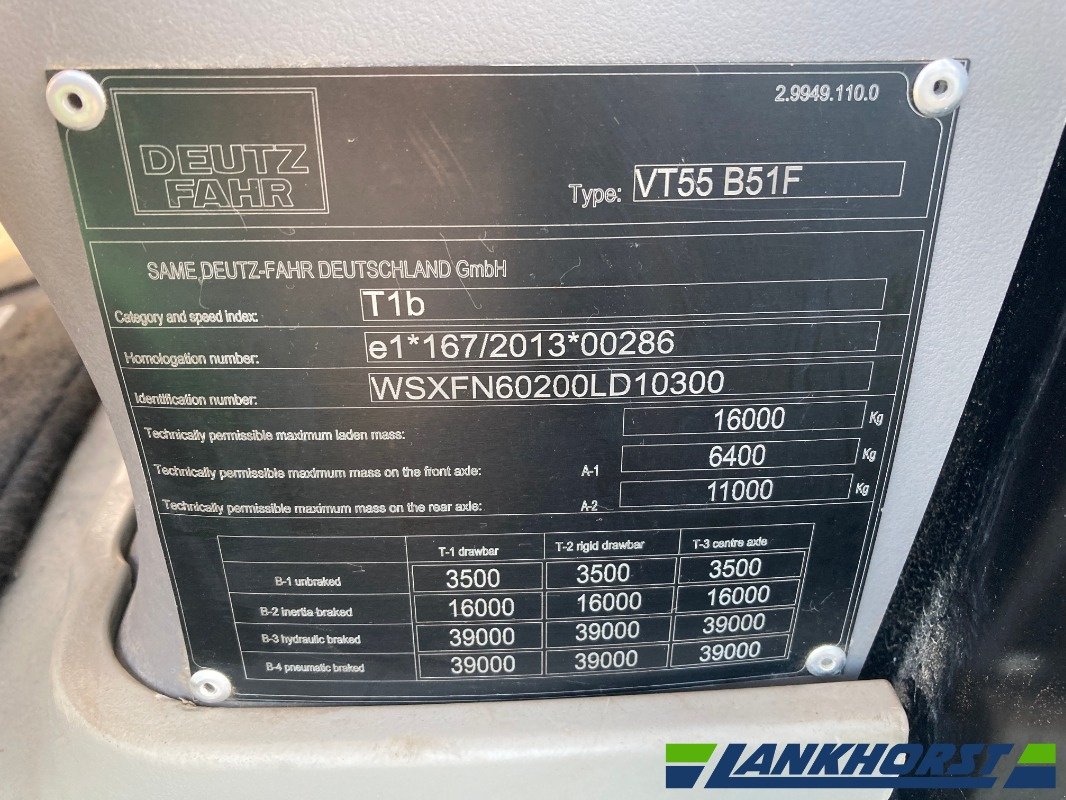 2.9949.110.0
DEUTZ
FAHR
Type: VT55 B51F
SAME DEUTZ-FAHR DEUTSCHLAND GmbH
Category and speed index: T1b
Homologation number: e1*167/2013*00286
Identification number: WSXFN60200LD10300
Technically permissible maximum laden mass: 16000 Kg
Technically permissible maximum mass on the front axle: A-1 6400 Kg
Technically permissible maximum mass on the rear axle: A-2 11000 Kg
T-1 drawbar T-2 rigid drawbar T-3 centre axle
B-1 unbraked 3500 3500 3500
B-2 inertia braked 16000 16000 16000
B-3 hydraulic braked 39000 39000 39000
B-4 pneumatic braked 39000 39000 39000
LANKHORST